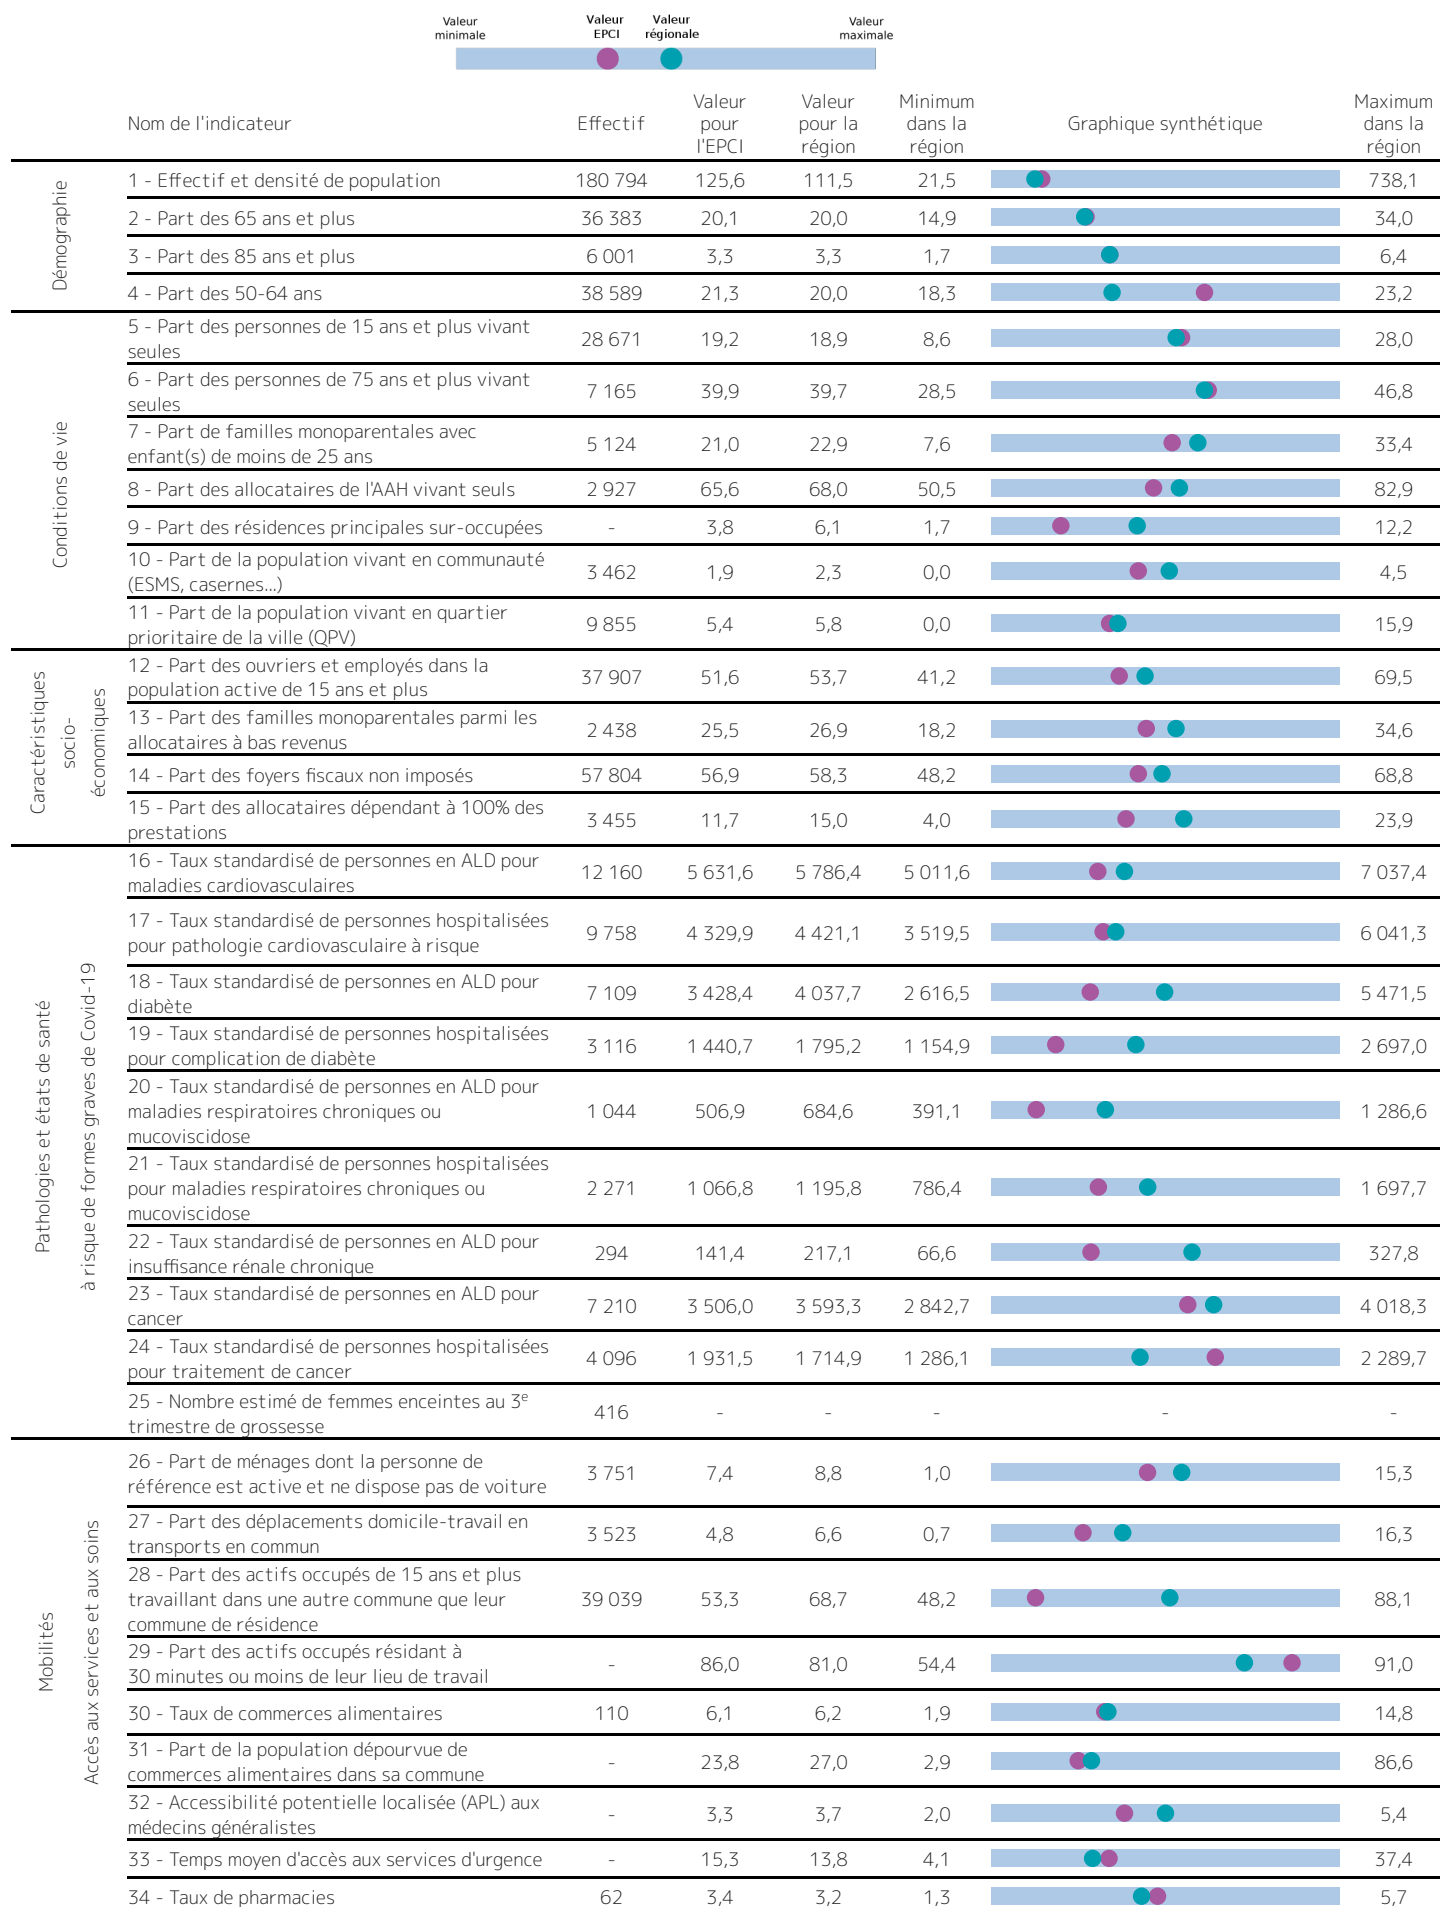 Valeur minimale
Valeur EPCI
Valeur régionale
Valeur maximale
Nom de l'indicateur
Effectif
Valeur pour l'EPCI
Valeur pour la région
Minimum dans la région
Graphique synthétique
Maximum dans la région
Démographie
1 - Effectif et densité de population 180 794 125,6 111,5 21,5 738,1
2 - Part des 65 ans et plus 36 383 20,1 20,0 14,9 34,0
3 - Part des 85 ans et plus 6 001 3,3 3,3 1,7 6,4
4 - Part des 50-64 ans 38 589 21,3 20,0 18,3 23,2
Conditions de vie
5 - Part des personnes de 15 ans et plus vivant
seules 28 671 19,2 18,9 8,6 28,0
6 - Part des personnes de 75 ans et plus vivant
seules 7 165 39,9 39,7 28,5 46,8
7 - Part de familles monoparentales avec
enfant(s) de moins de 25 ans 5 124 21,0 22,9 7,6 33,4
8 - Part des allocataires de l'AAH vivant seuls 2 927 65,6 68,0 50,5 82,9
9 - Part des résidences principales sur-occupées - 3,8 6,1 1,7 12,2
10 - Part de la population vivant en communauté
(ESMS, casernes...) 3 462 1,9 2,3 0,0 4,5
11 - Part de la population vivant en quartier
prioritaire de la ville (QPV) 9 855 5,4 5,8 0,0 15,9
Caractéristiques
socio-
économiques
12 - Part des ouvriers et employés dans la
population active de 15 ans et plus 37 907 51,6 53,7 41,2 69,5
13 - Part des familles monoparentales parmi les
allocataires à bas revenus 2 438 25,5 26,9 18,2 34,6
14 - Part des foyers fiscaux non imposés 57 804 56,9 58,3 48,2 68,8
15 - Part des allocataires dépendant à 100% des
prestations 3 455 11,7 15,0 4,0 23,9
Pathologies et états de santé
à risque de formes graves de Covid-19
16 - Taux standardisé de personnes en ALD pour
maladies cardiovasculaires 12 160 5 631,6 5 786,4 5 011,6 7 037,4
17 - Taux standardisé de personnes hospitalisées
pour pathologie cardiovasculaire à risque 9 758 4 329,9 4 421,1 3 519,5 6 041,3
18 - Taux standardisé de personnes en ALD pour
diabète 7 109 3 428,4 4 037,7 2 616,5 5 471,5
19 - Taux standardisé de personnes hospitalisées
pour complication de diabète 3 116 1 440,7 1 795,2 1 154,9 2 697,0
20 - Taux standardisé de personnes en ALD pour
maladies respiratoires chroniques ou 1 044 506,9 684,6 391,1 1 286,6
mucoviscidose
21 - Taux standardisé de personnes hospitalisées
pour maladies respiratoires chroniques ou 2 271 1 066,8 1 195,8 786,4 1 697,7
mucoviscidose
22 - Taux standardisé de personnes en ALD pour
insuffisance rénale chronique 294 141,4 217,1 66,6 327,8
23 - Taux standardisé de personnes en ALD pour
cancer 7 210 3 506,0 3 593,3 2 842,7 4 018,3
24 - Taux standardisé de personnes hospitalisées
pour traitement de cancer 4 096 1 931,5 1 714,9 1 286,1 2 289,7
25 - Nombre estimé de femmes enceintes au 3e
trimestre de grossesse 416 - - - - -
Mobilités
Accès aux services et aux soins
26 - Part de ménages dont la personne de
référence est active et ne dispose pas de voiture 3 751 7,4 8,8 1,0 15,3
27 - Part des déplacements domicile-travail en
transports en commun 3 523 4,8 6,6 0,7 16,3
28 - Part des actifs occupés de 15 ans et plus
travaillant dans une autre commune que leur 39 039 53,3 68,7 48,2 88,1
commune de résidence
29 - Part des actifs occupés résidant à
30 minutes ou moins de leur lieu de travail - 86,0 81,0 54,4 91,0
30 - Taux de commerces alimentaires 110 6,1 6,2 1,9 14,8
31 - Part de la population dépourvue de
commerces alimentaires dans sa commune - 23,8 27,0 2,9 86,6
32 - Accessibilité potentielle localisée (APL) aux
médecins généralistes - 3,3 3,7 2,0 5,4
33 - Temps moyen d'accès aux services d'urgence - 15,3 13,8 4,1 37,4
34 - Taux de pharmacies 62 3,4 3,2 1,3 5,7